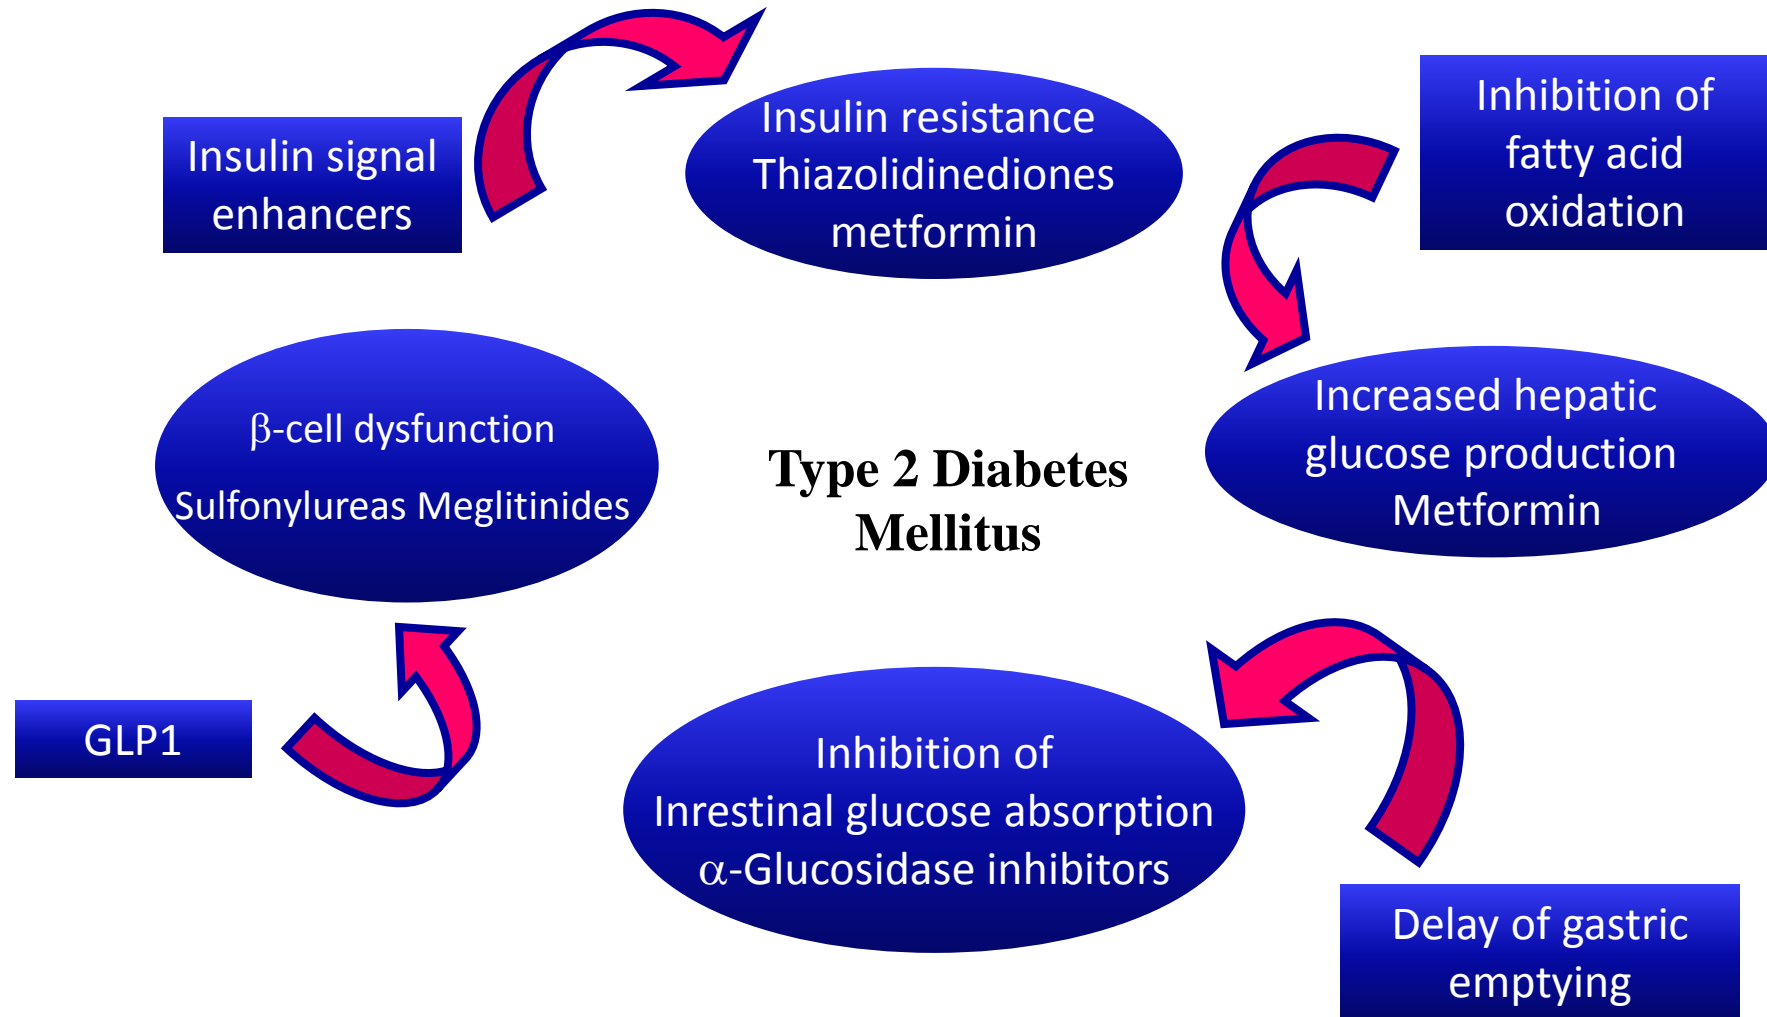 Insulin signal
enhancers
Insulin resistance
Thiazolidinediones
metformin
Inhibition of
fatty acid
oxidation
β-cell dysfunction
Sulfonylureas Meglitinides
Type 2 Diabetes
Mellitus
Increased hepatic
glucose production
Metformin
GLP1
Inhibition of
Inrestinal glucose absorption
α-Glucosidase inhibitors
Delay of gastric
emptying